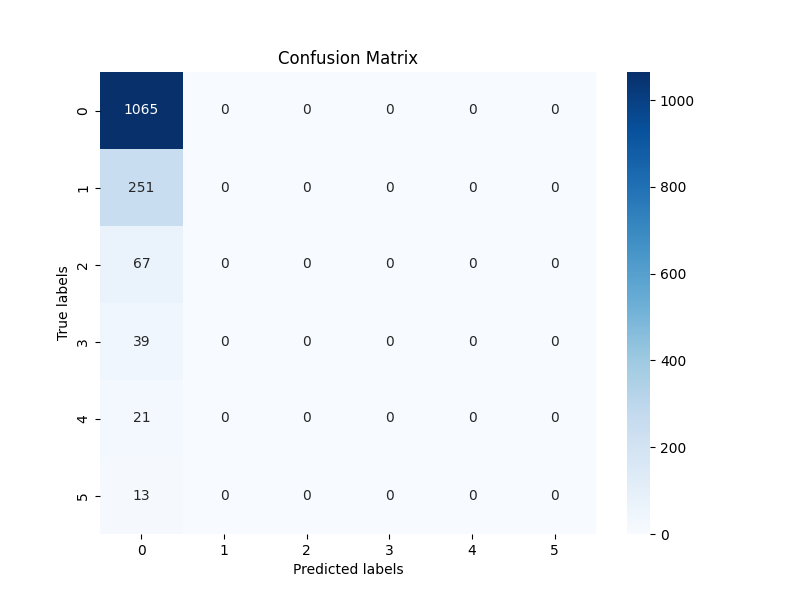 Confusion Matrix
0 1065 0 0 0 0 0
1 251 0 0 0 0 0
2 67 0 0 0 0 0
3 39 0 0 0 0 0
4 21 0 0 0 0 0
5 13 0 0 0 0 0
0 1 2 3 4 5
True labels
Predicted labels
1000
800
600
400
200
0